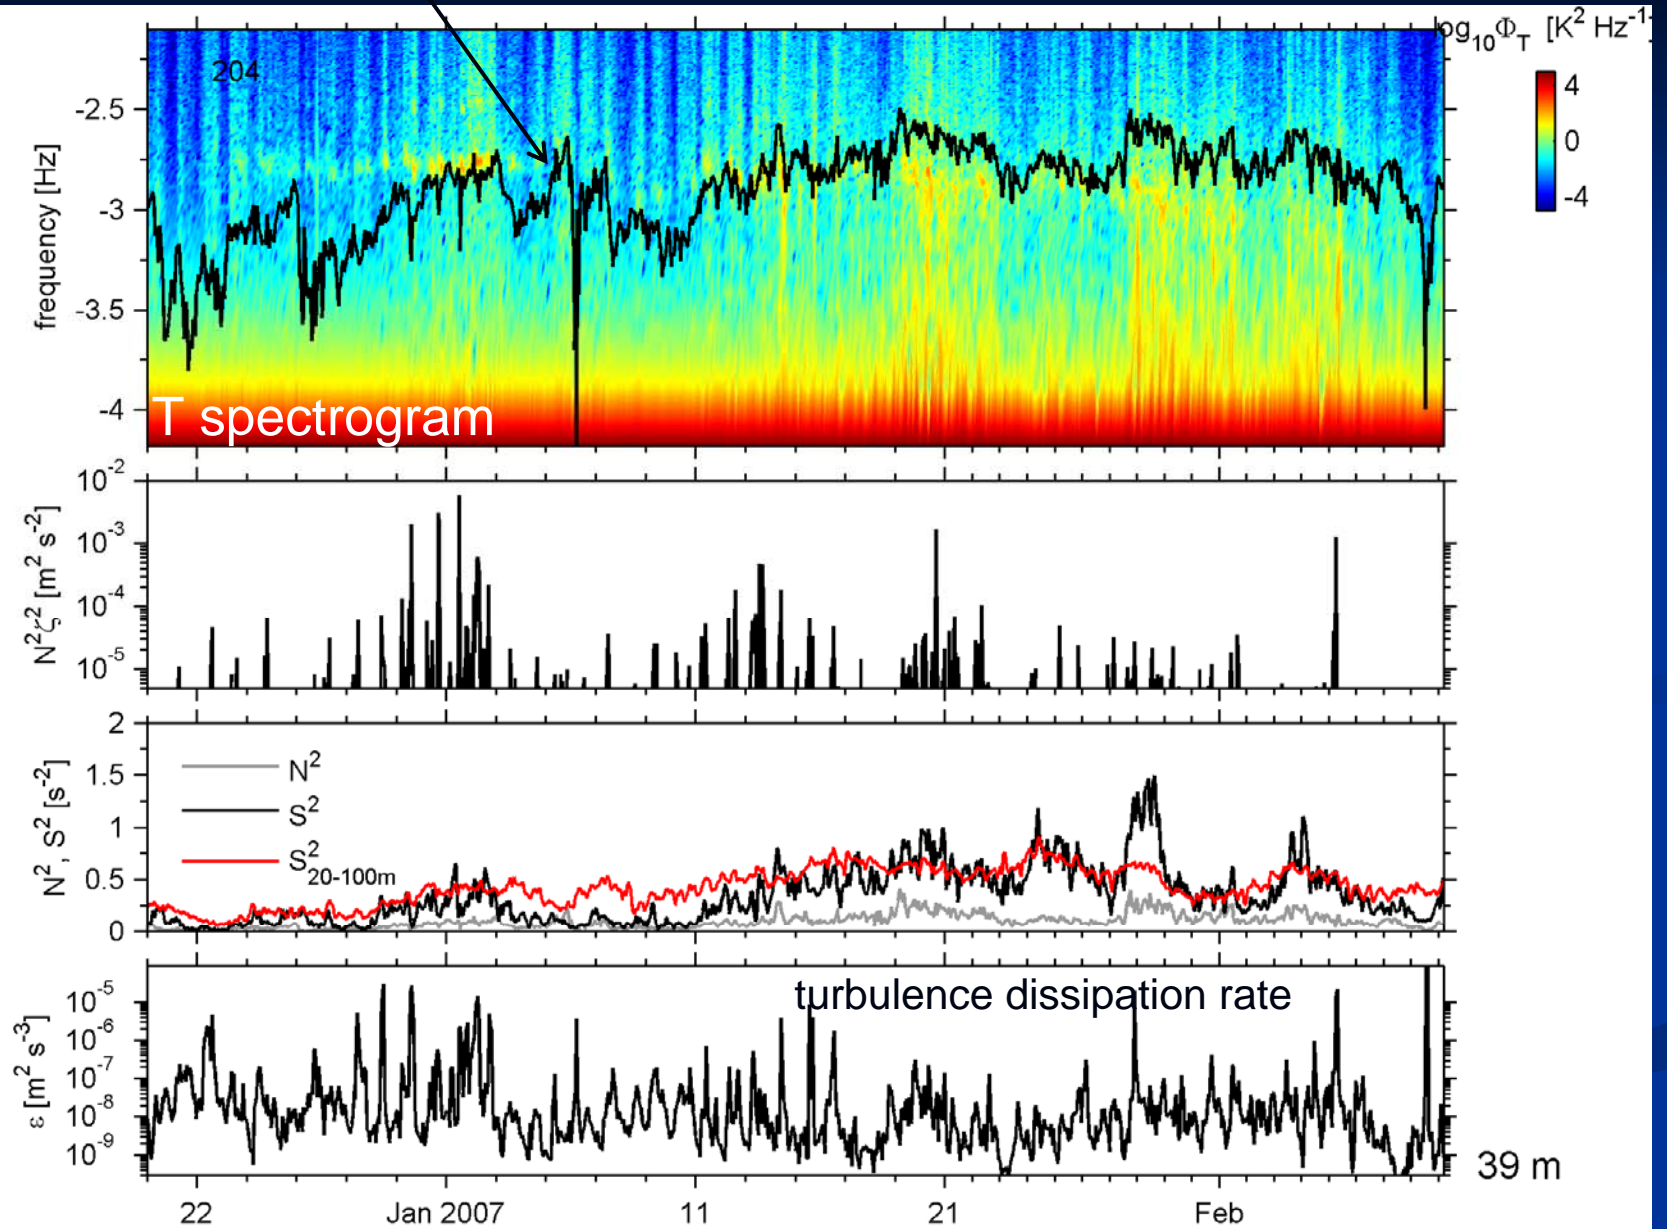 log₁₀Φ_T [K² Hz⁻¹]
204
4
0
-4
frequency [Hz]
-2.5
-3
-3.5
-4
T spectrogram
N²ζ² [m² s⁻²]
10⁻²
10⁻³
10⁻⁴
10⁻⁵
N², S² [s⁻²]
2
1.5
1
0.5
0
N²
S²
S²₂₀₋₁₀₀ₘ
turbulence dissipation rate
ε [m² s⁻³]
10⁻⁵
10⁻⁶
10⁻⁷
10⁻⁸
10⁻⁹
39 m
22 Jan 2007 11 21 Feb